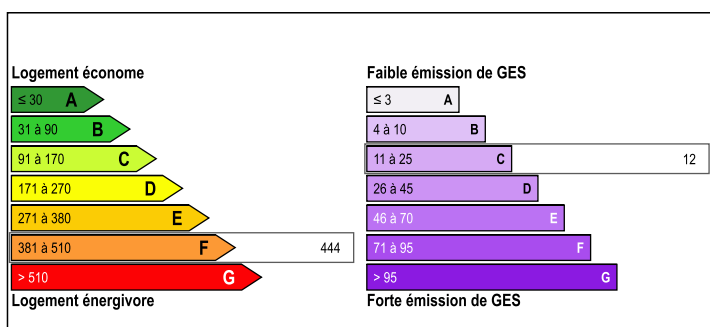 Logement économe
≤ 30 A
31 à 90 B
91 à 170 C
171 à 270 D
271 à 380 E
381 à 510 F 444
> 510 G
Logement énergivore
Faible émission de GES
≤ 3 A
4 à 10 B
11 à 25 C 12
26 à 45 D
46 à 70 E
71 à 95 F
> 95 G
Forte émission de GES